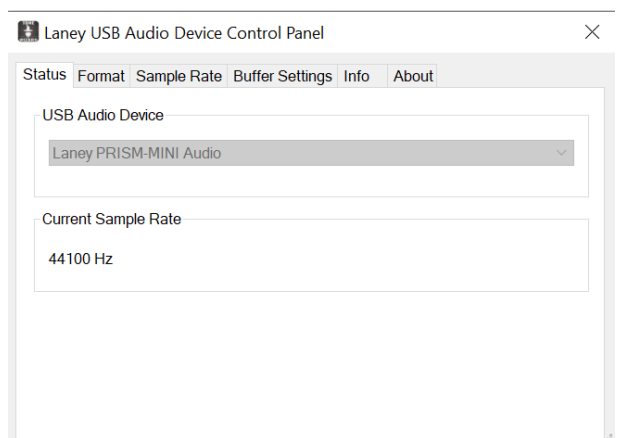 Laney USB Audio Device Control Panel
Status Format Sample Rate Buffer Settings Info About
USB Audio Device
Laney PRISM-MINI Audio
Current Sample Rate
44100 Hz